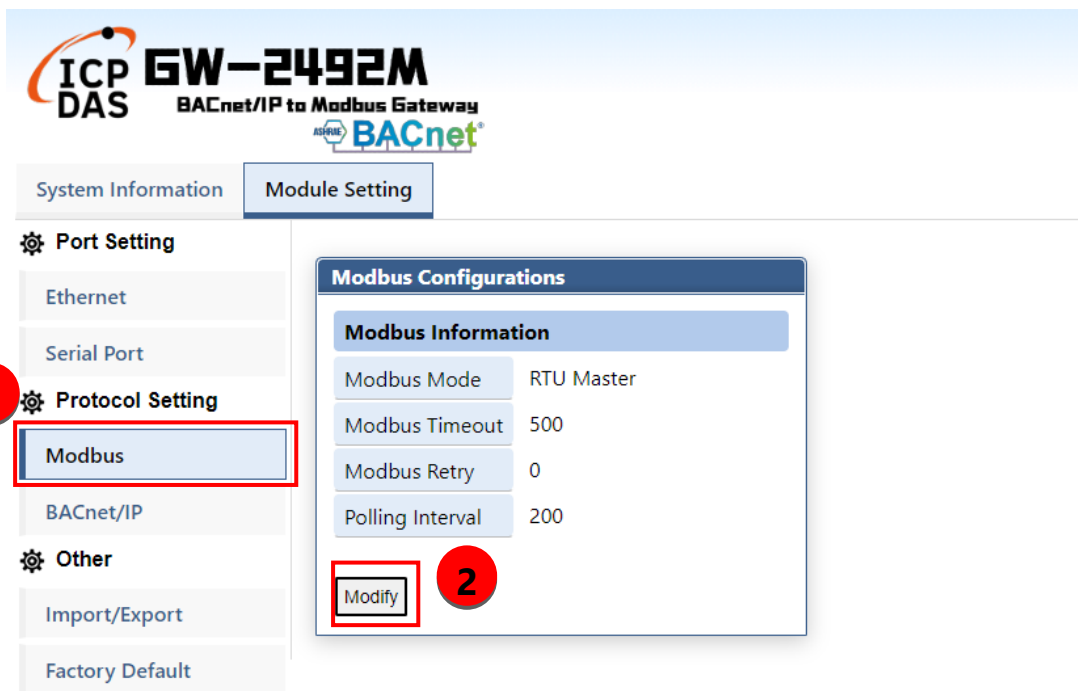 ICP DAS GW-2492M
BACnet/IP to Modbus Gateway
ASHRAE BACnet®
System Information
Module Setting
Port Setting
Ethernet
Serial Port
Protocol Setting
Modbus
BACnet/IP
Other
Import/Export
Factory Default
Modbus Configurations
Modbus Information
Modbus Mode RTU Master
Modbus Timeout 500
Modbus Retry 0
Polling Interval 200
Modify
2